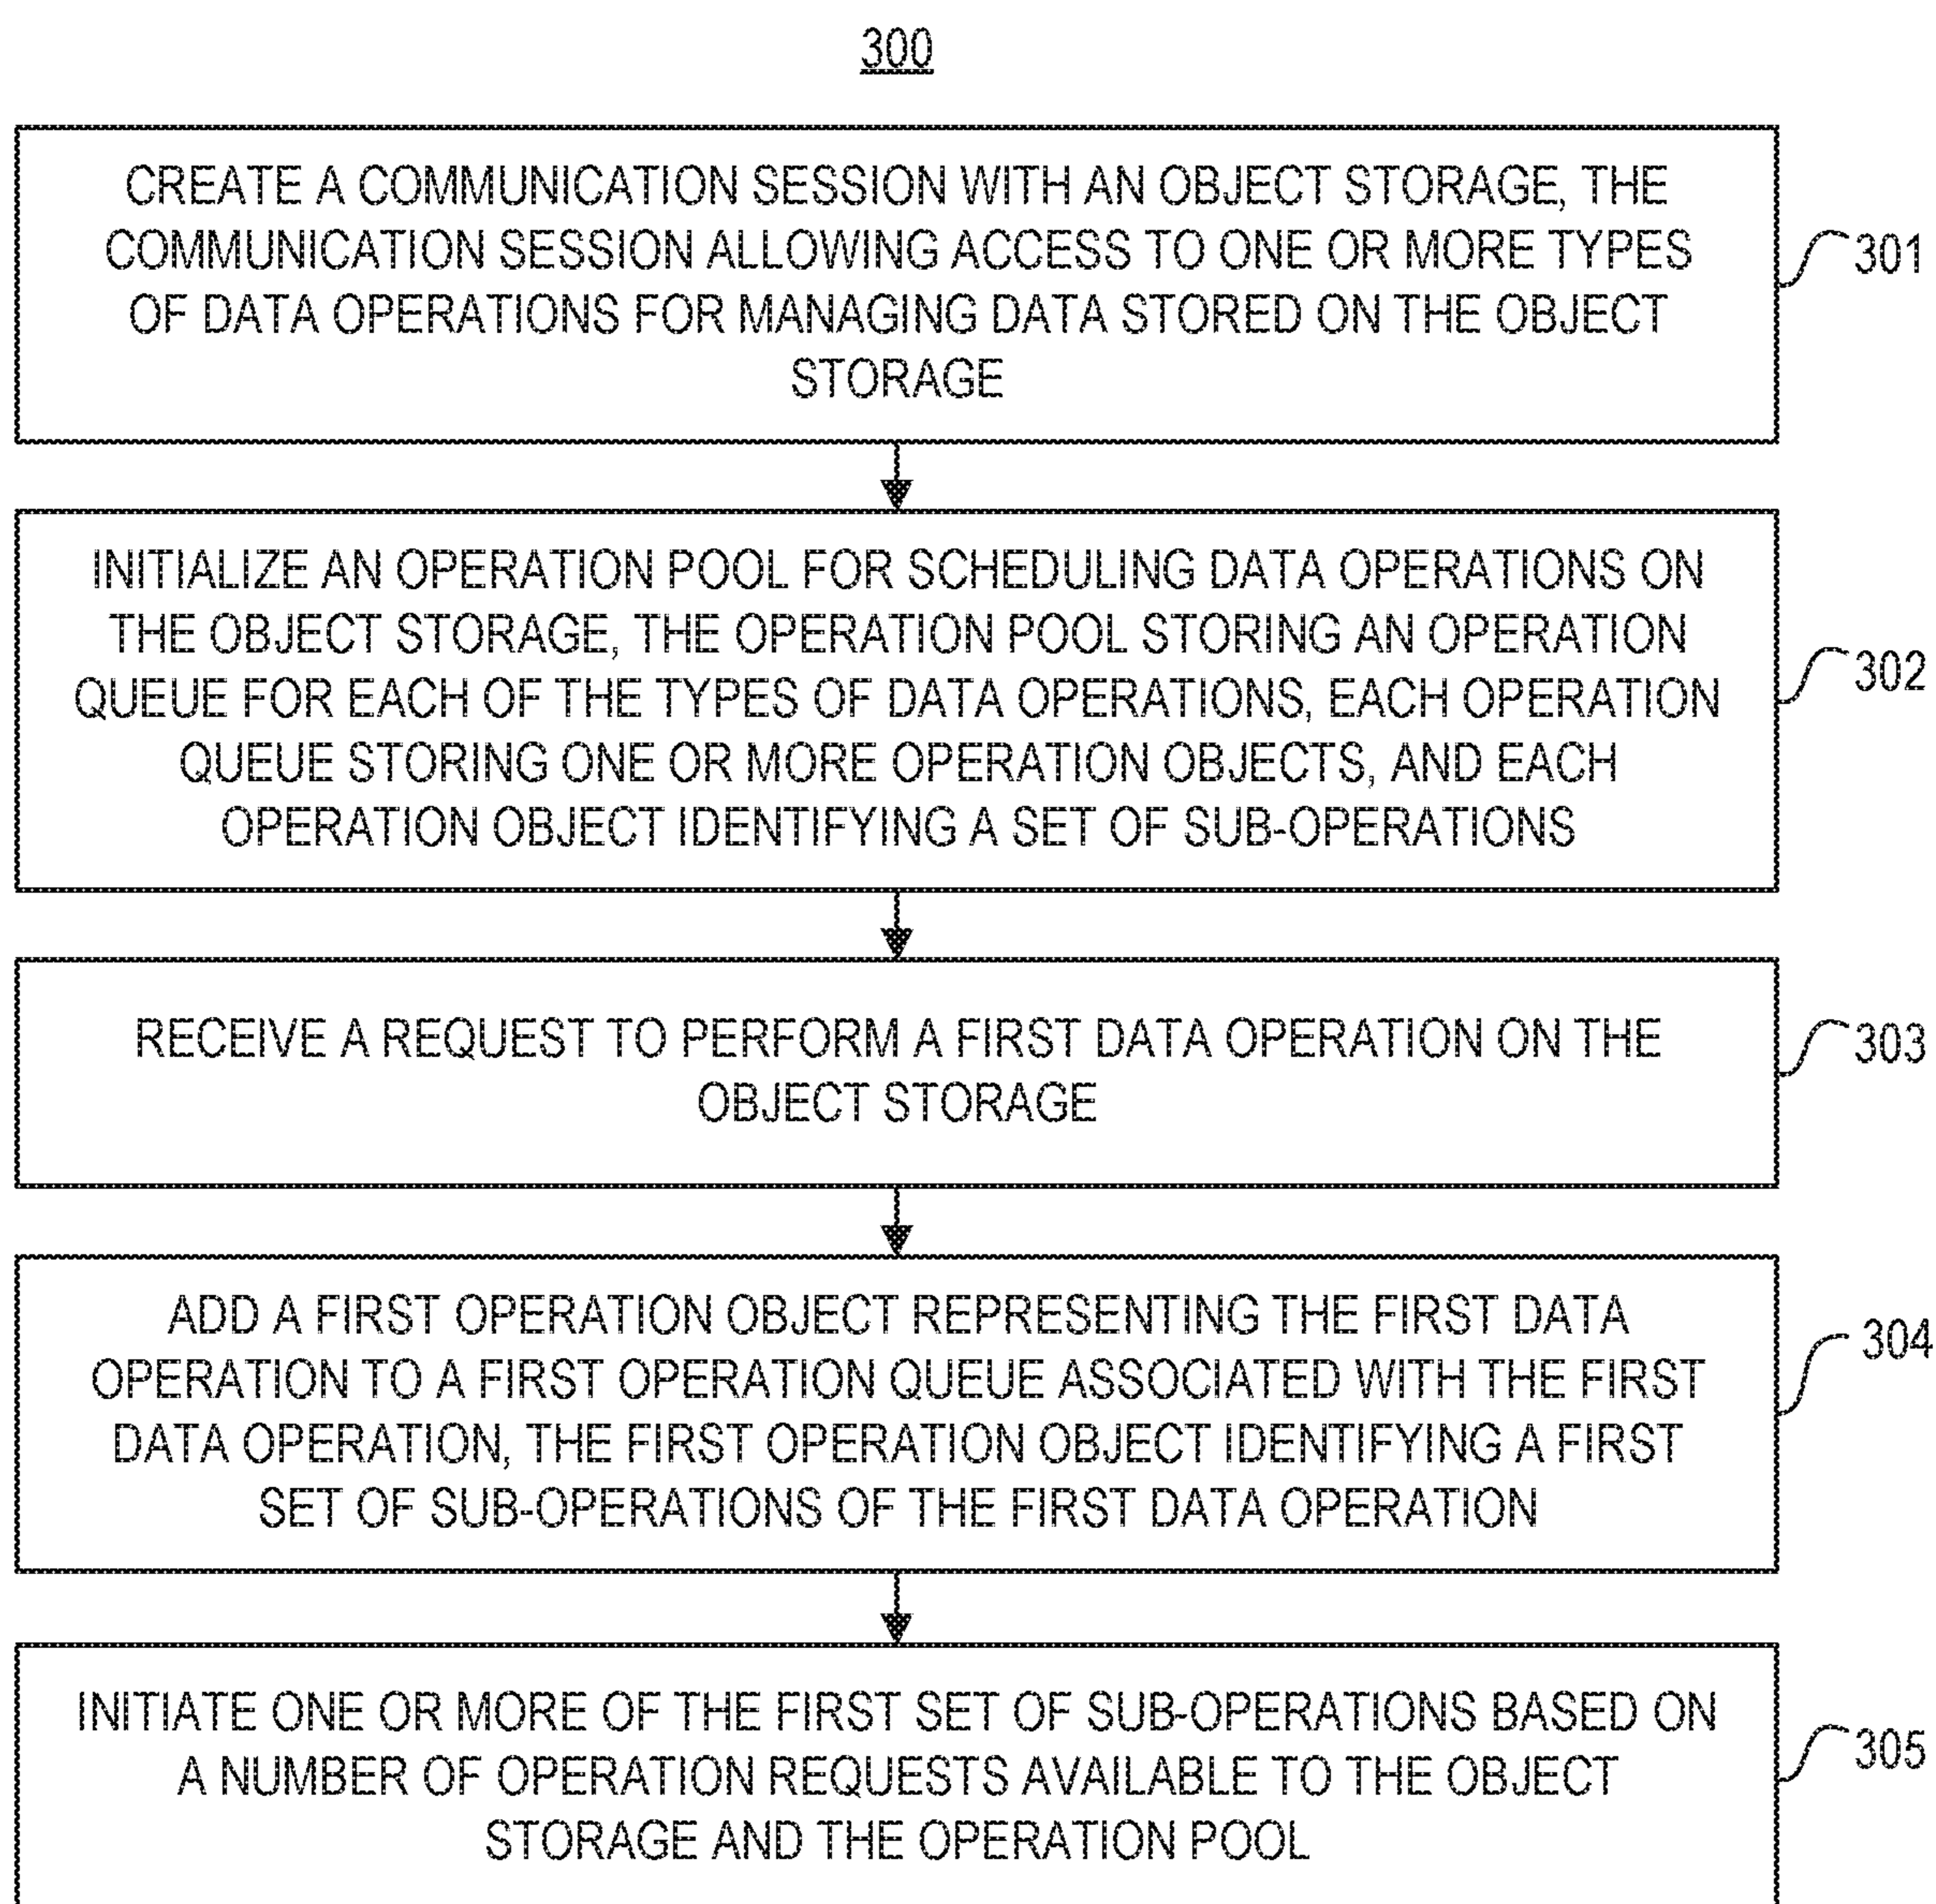 300
CREATE A COMMUNICATION SESSION WITH AN OBJECT STORAGE, THE
COMMUNICATION SESSION ALLOWING ACCESS TO ONE OR MORE TYPES
OF DATA OPERATIONS FOR MANAGING DATA STORED ON THE OBJECT
STORAGE
301
INITIALIZE AN OPERATION POOL FOR SCHEDULING DATA OPERATIONS ON
THE OBJECT STORAGE, THE OPERATION POOL STORING AN OPERATION
QUEUE FOR EACH OF THE TYPES OF DATA OPERATIONS, EACH OPERATION
QUEUE STORING ONE OR MORE OPERATION OBJECTS, AND EACH
OPERATION OBJECT IDENTIFYING A SET OF SUB-OPERATIONS
302
RECEIVE A REQUEST TO PERFORM A FIRST DATA OPERATION ON THE
OBJECT STORAGE
303
ADD A FIRST OPERATION OBJECT REPRESENTING THE FIRST DATA
OPERATION TO A FIRST OPERATION QUEUE ASSOCIATED WITH THE FIRST
DATA OPERATION, THE FIRST OPERATION OBJECT IDENTIFYING A FIRST
SET OF SUB-OPERATIONS OF THE FIRST DATA OPERATION
304
INITIATE ONE OR MORE OF THE FIRST SET OF SUB-OPERATIONS BASED ON
A NUMBER OF OPERATION REQUESTS AVAILABLE TO THE OBJECT
STORAGE AND THE OPERATION POOL
305